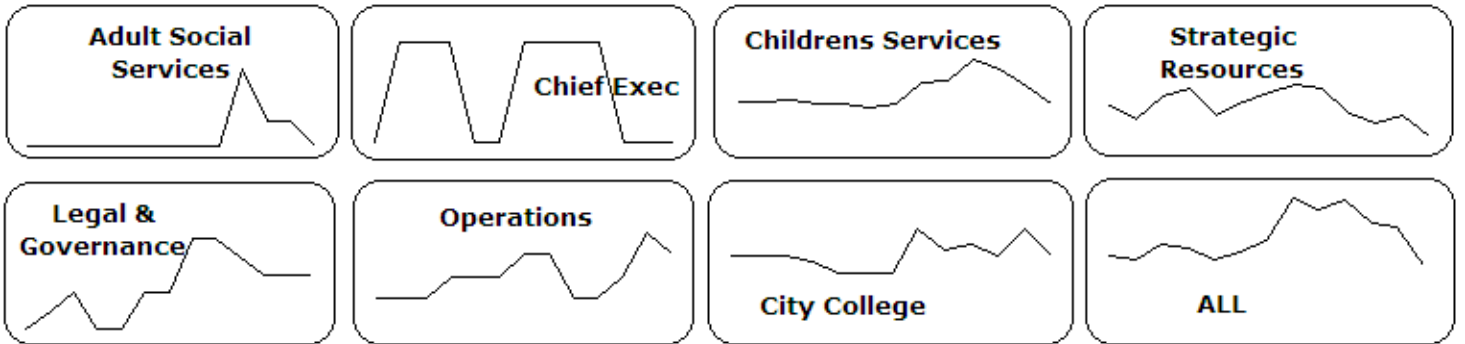 Adult Social
Services
Chief Exec
Childrens Services
Strategic
Resources
Legal &
Governance
Operations
City College
ALL